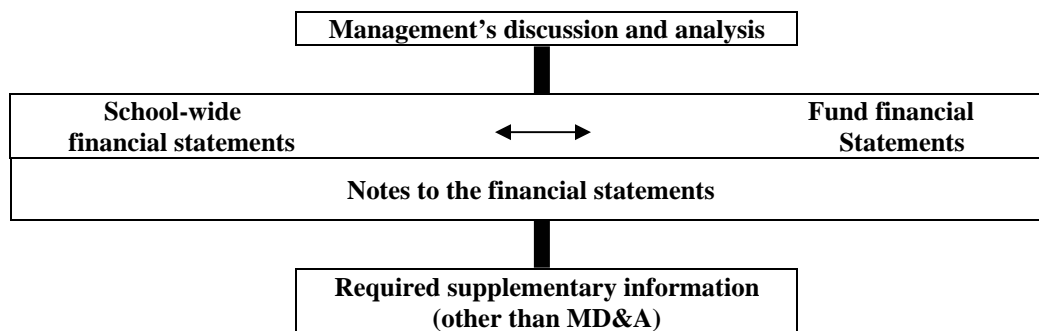 Management’s discussion and analysis
School-wide
financial statements
Fund financial
Statements
Notes to the financial statements
Required supplementary information
(other than MD&A)